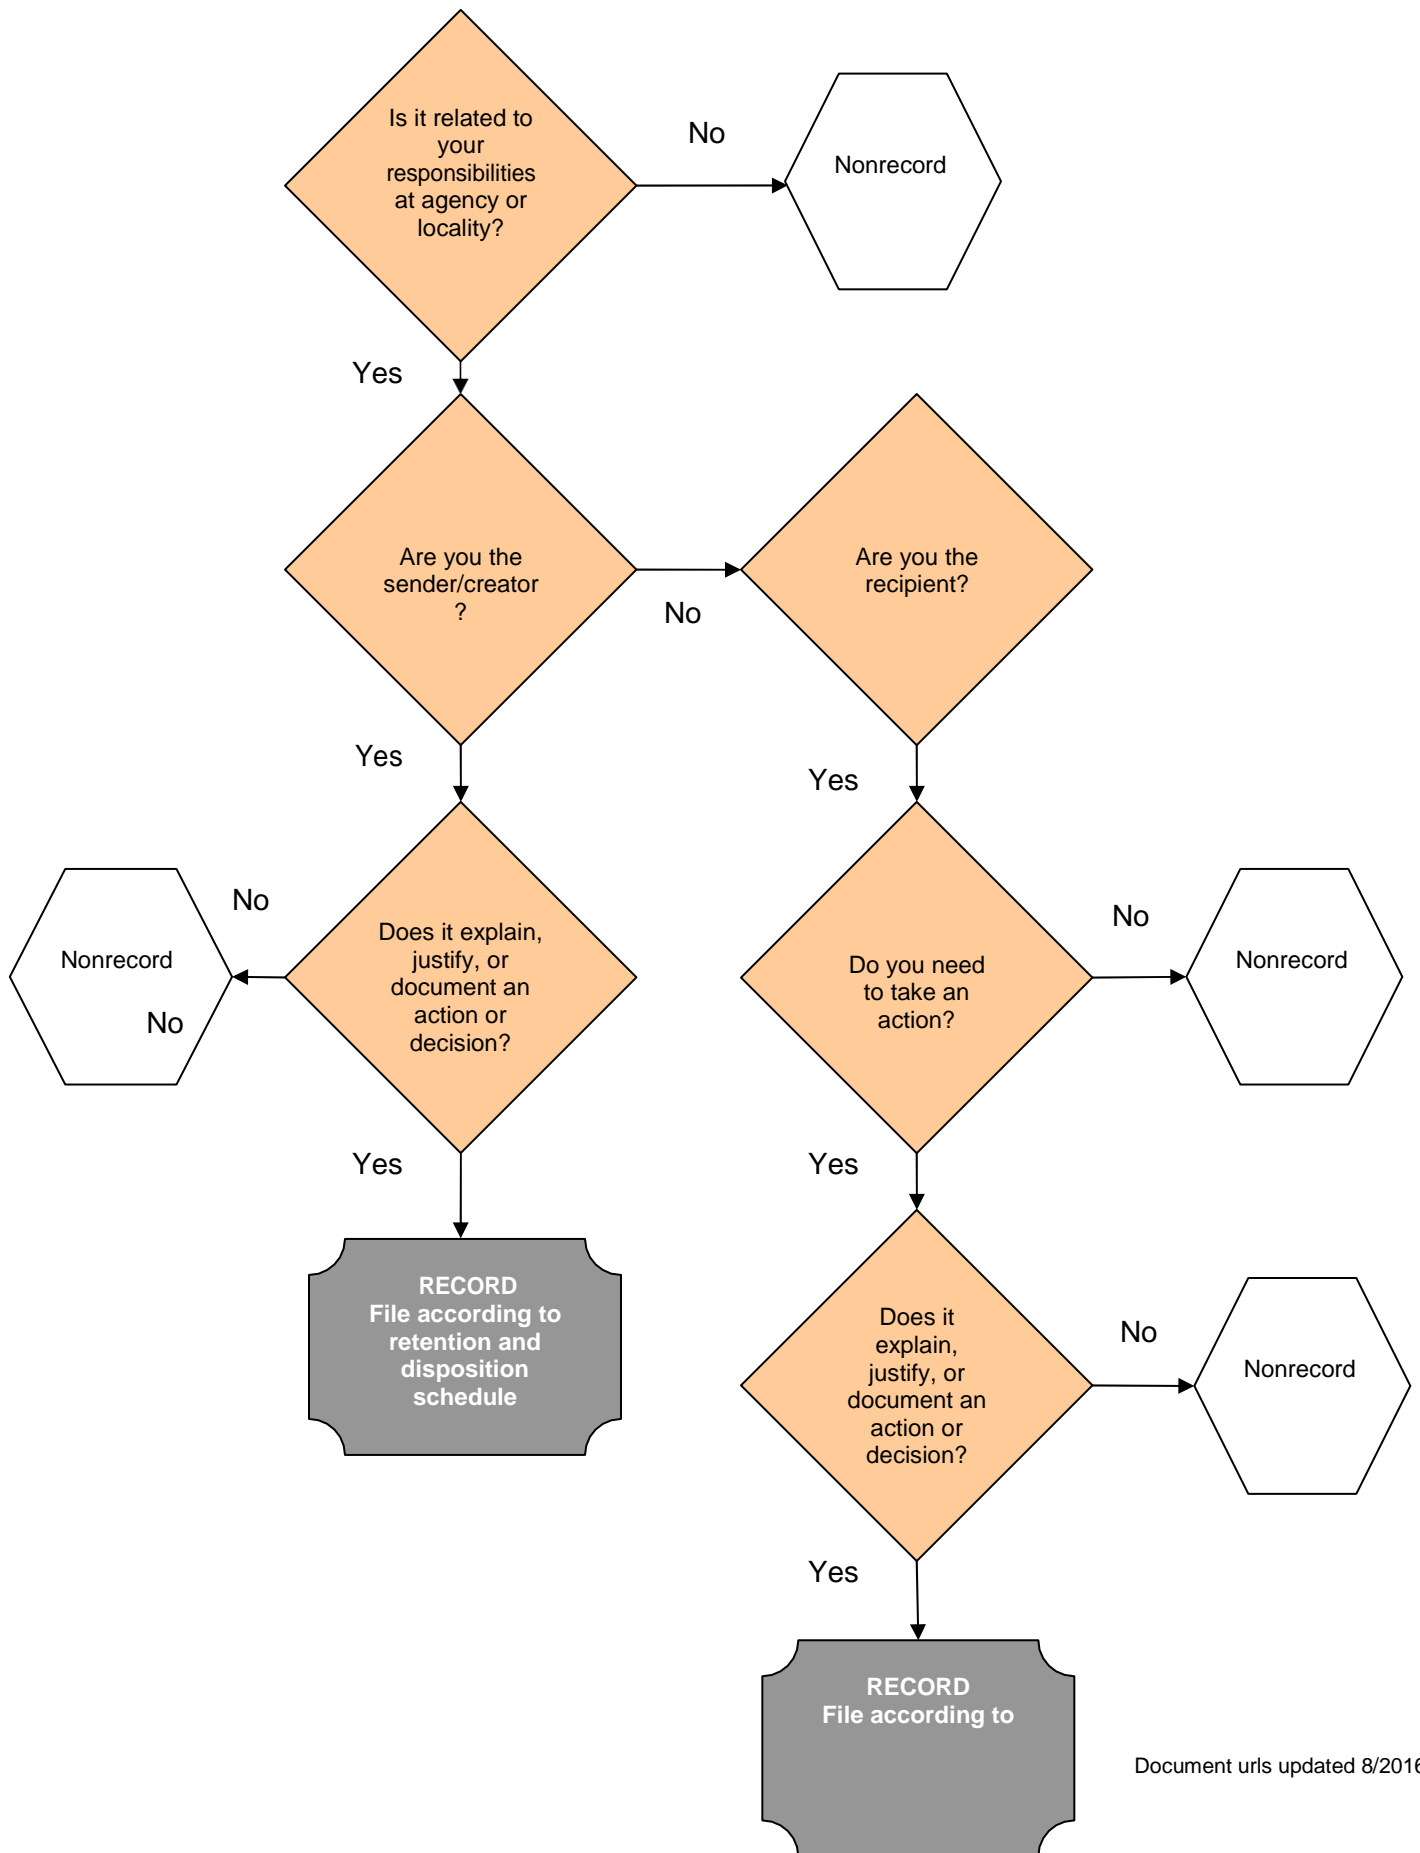 Is it related to
your
responsibilities
at agency or
locality?
No
Nonrecord
Yes
Are you the
sender/creator
?
No
Are you the
recipient?
Yes
Yes
No
Nonrecord
No
Does it explain,
justify, or
document an
action or
decision?
Do you need
to take an
action?
No
Nonrecord
Yes
Yes
RECORD
File according to
retention and
disposition
schedule
Does it
explain,
justify, or
document an
action or
decision?
No
Nonrecord
Yes
RECORD
File according to
Document urls updated 8/2016